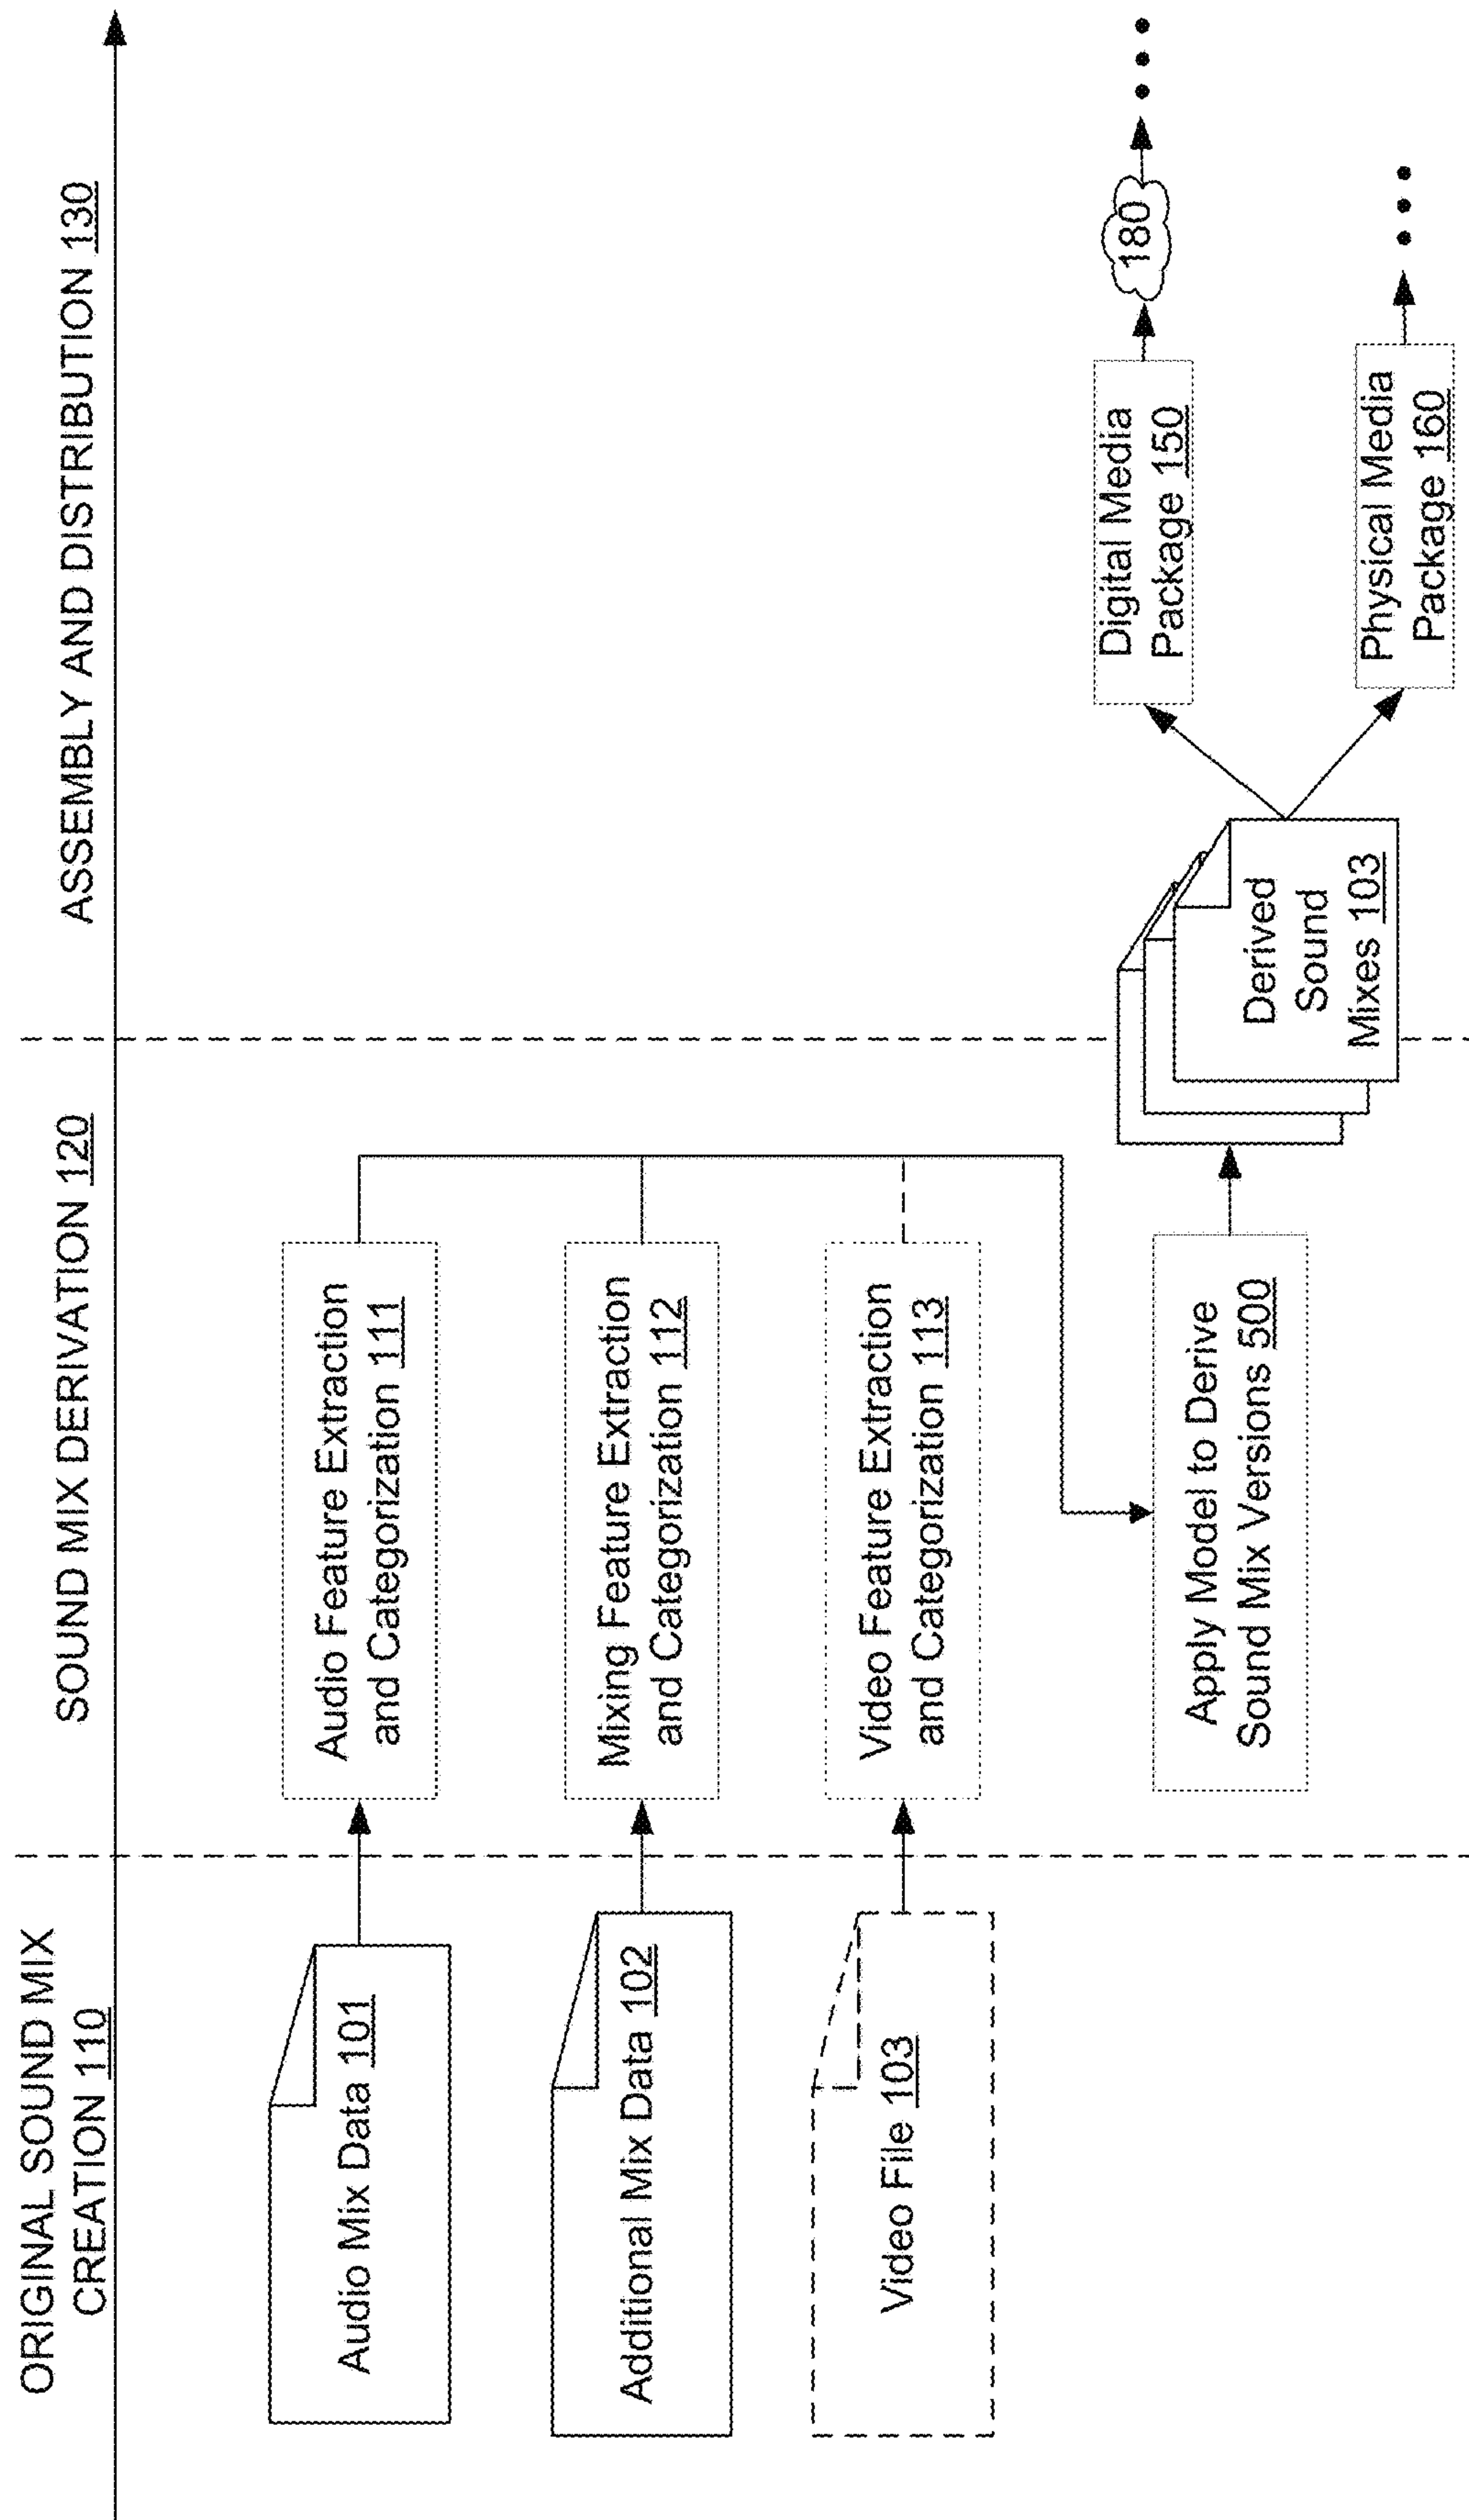 ORIGINAL SOUND MIX
CREATION 110
SOUND MIX DERIVATION 120
ASSEMBLY AND DISTRIBUTION 130
Audio Mix Data 101
Audio Feature Extraction
and Categorization 111
Additional Mix Data 102
Mixing Feature Extraction
and Categorization 112
Video File 103
Video Feature Extraction
and Categorization 113
Apply Model to Derive
Sound Mix Versions 500
Derived
Sound
Mixes 103
Digital Media
Package 150
180
Physical Media
Package 160